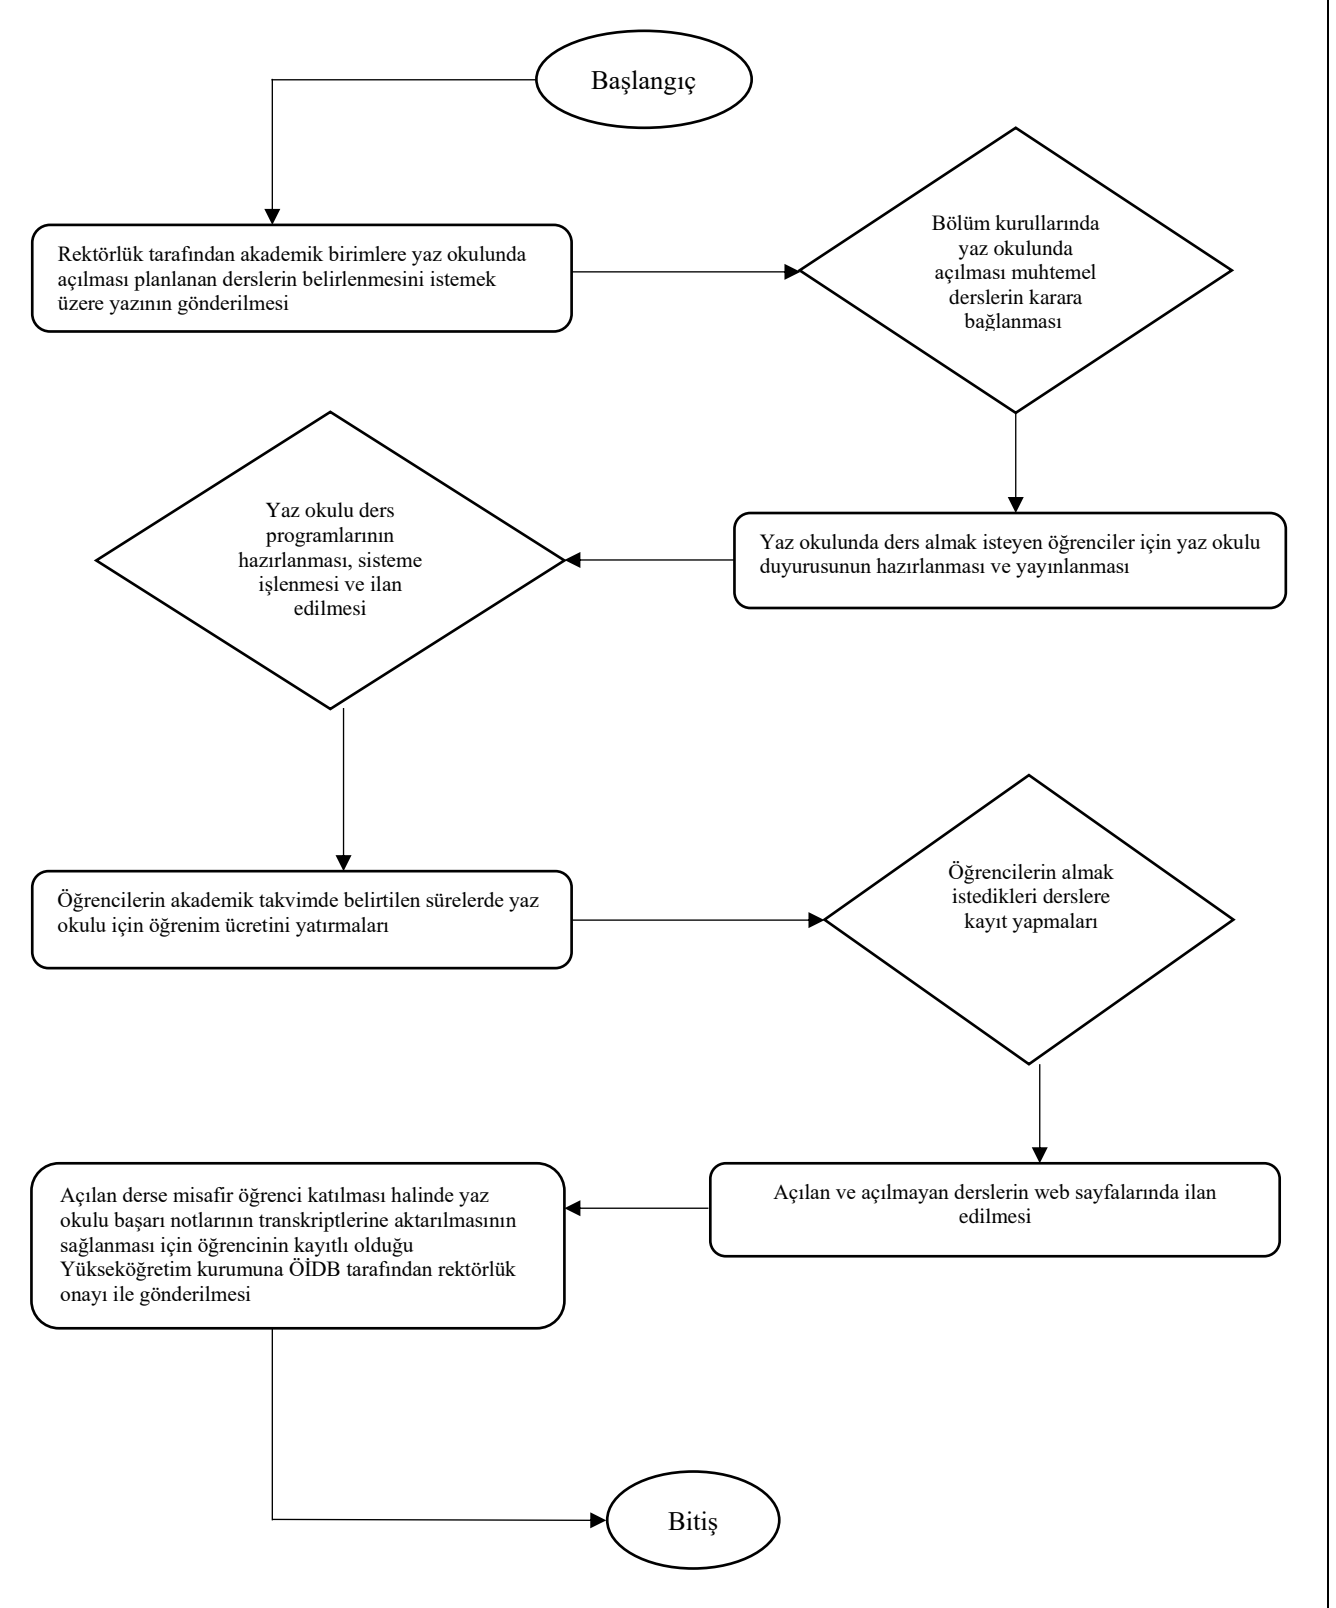 Başlangıç
Rektörlük tarafından akademik birimlere yaz okulunda
açılması planlanan derslerin belirlenmesini istemek
üzere yazının gönderilmesi
Bölüm kurullarında
yaz okulunda
açılması muhtemel
derslerin karara
bağlanması
Yaz okulunda ders almak isteyen öğrenciler için yaz okulu
duyurusunun hazırlanması ve yayınlanması
Yaz okulu ders
programlarının
hazırlanması, sisteme
işlenmesi ve ilan
edilmesi
Öğrencilerin akademik takvimde belirtilen sürelerde yaz
okulu için öğrenim ücretini yatırmaları
Öğrencilerin almak
istedikleri derslere
kayıt yapmaları
Açılan ve açılmayan derslerin web sayfalarında ilan
edilmesi
Açılan derse misafir öğrenci katılması halinde yaz
okulu başarı notlarının transkriptlerine aktarılmasının
sağlanması için öğrencinin kayıtlı olduğu
Yükseköğretim kurumuna ÖİDB tarafından rektörlük
onayı ile gönderilmesi
Bitiş